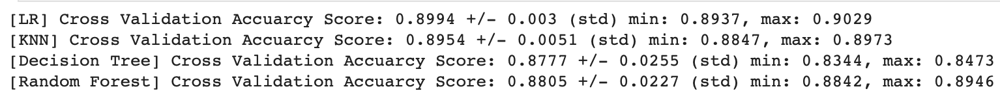 [LR] Cross Validation Accuarcy Score: 0.8994 +/- 0.003 (std) min: 0.8937, max: 0.9029
[KNN] Cross Validation Accuarcy Score: 0.8954 +/- 0.0051 (std) min: 0.8847, max: 0.8973
[Decision Tree] Cross Validation Accuarcy Score: 0.8777 +/- 0.0255 (std) min: 0.8344, max: 0.8473
[Random Forest] Cross Validation Accuarcy Score: 0.8805 +/- 0.0227 (std) min: 0.8842, max: 0.8946